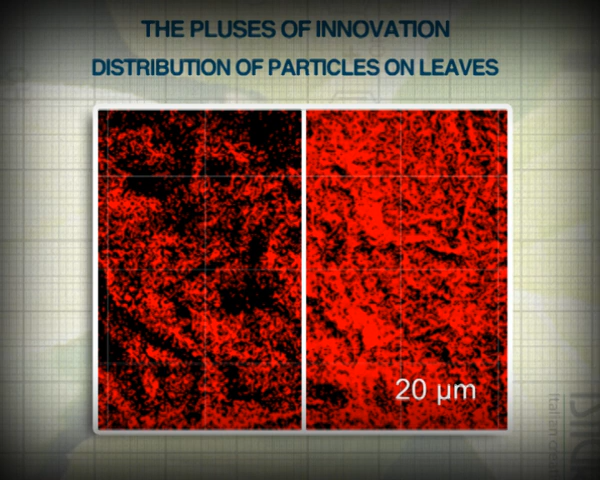 THE PLUSES OF INNOVATION
DISTRIBUTION OF PARTICLES ON LEAVES
20 µm